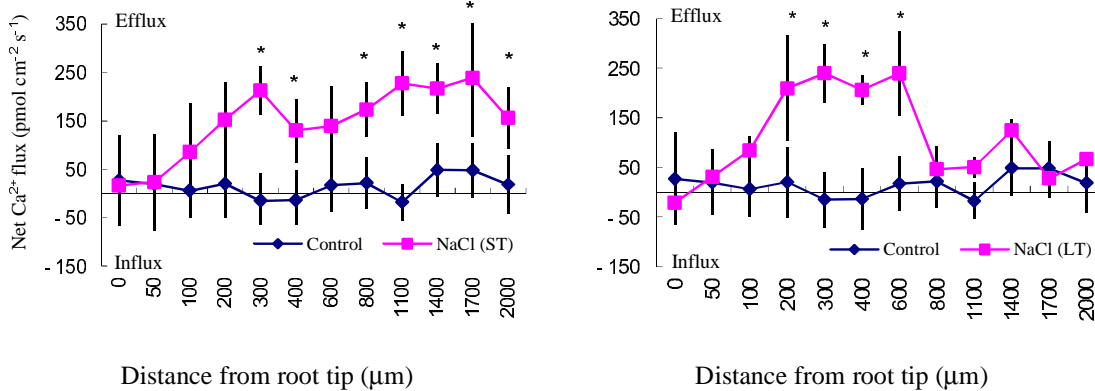 Net Ca²⁺ flux (pmol cm⁻² s⁻¹)
350
250
150
50
- 50
- 150
Efflux
Influx
* * * * * * *
Control
NaCl (ST)
0 50 100 200 300 400 600 800 1100 1400 1700 2000
Distance from root tip (μm)
350
250
150
50
- 50
- 150
Efflux
Influx
* * * *
Control
NaCl (LT)
0 50 100 200 300 400 600 800 1100 1400 1700 2000
Distance from root tip (μm)